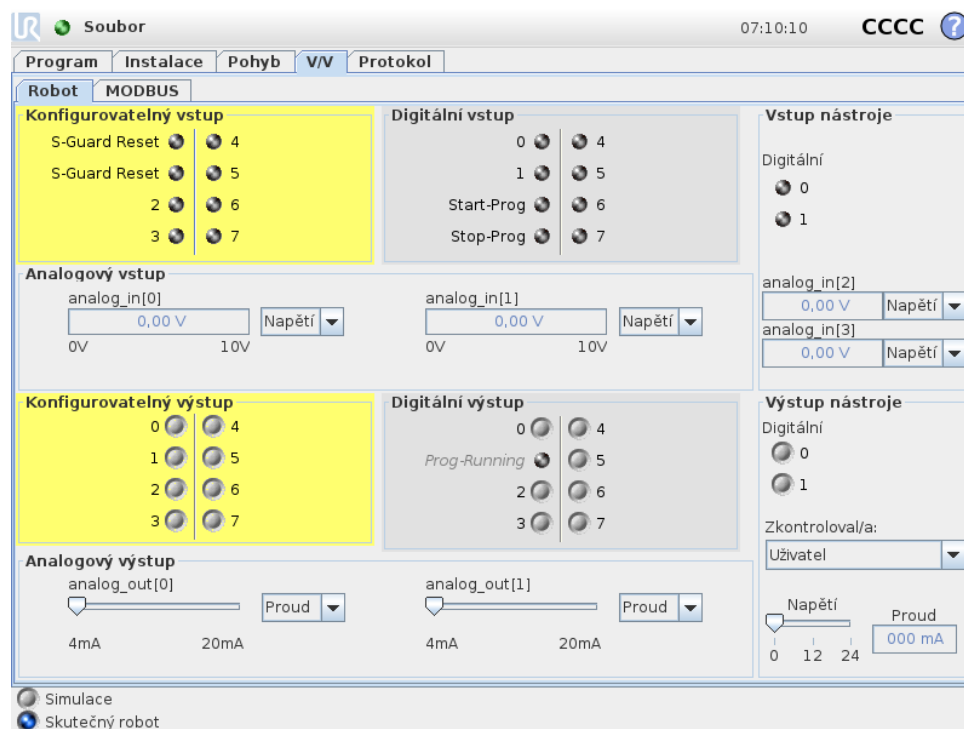 UR Soubor 07:10:10 CCCC ?
Program Instalace Pohyb V/V Protokol
Robot MODBUS
Konfigurovatelný vstup
S-Guard Reset 4
S-Guard Reset 5
2 6
3 7
Digitální vstup
0 4
1 5
Start-Prog 6
Stop-Prog 7
Vstup nástroje
Digitální
0
1
analog_in[2]
0,00 V Napětí
analog_in[3]
0,00 V Napětí
Analogový vstup
analog_in[0]
0,00 V Napětí
0V 10V
analog_in[1]
0,00 V Napětí
0V 10V
Konfigurovatelný výstup
0 4
1 5
2 6
3 7
Digitální výstup
0 4
Prog-Running 5
2 6
3 7
Výstup nástroje
Digitální
0
1
Zkontroloval/a:
Uživatel
Napětí
0 12 24
Proud
000 mA
Analogový výstup
analog_out[0]
Proud
4mA 20mA
analog_out[1]
Proud
4mA 20mA
Simulace
Skutečný robot